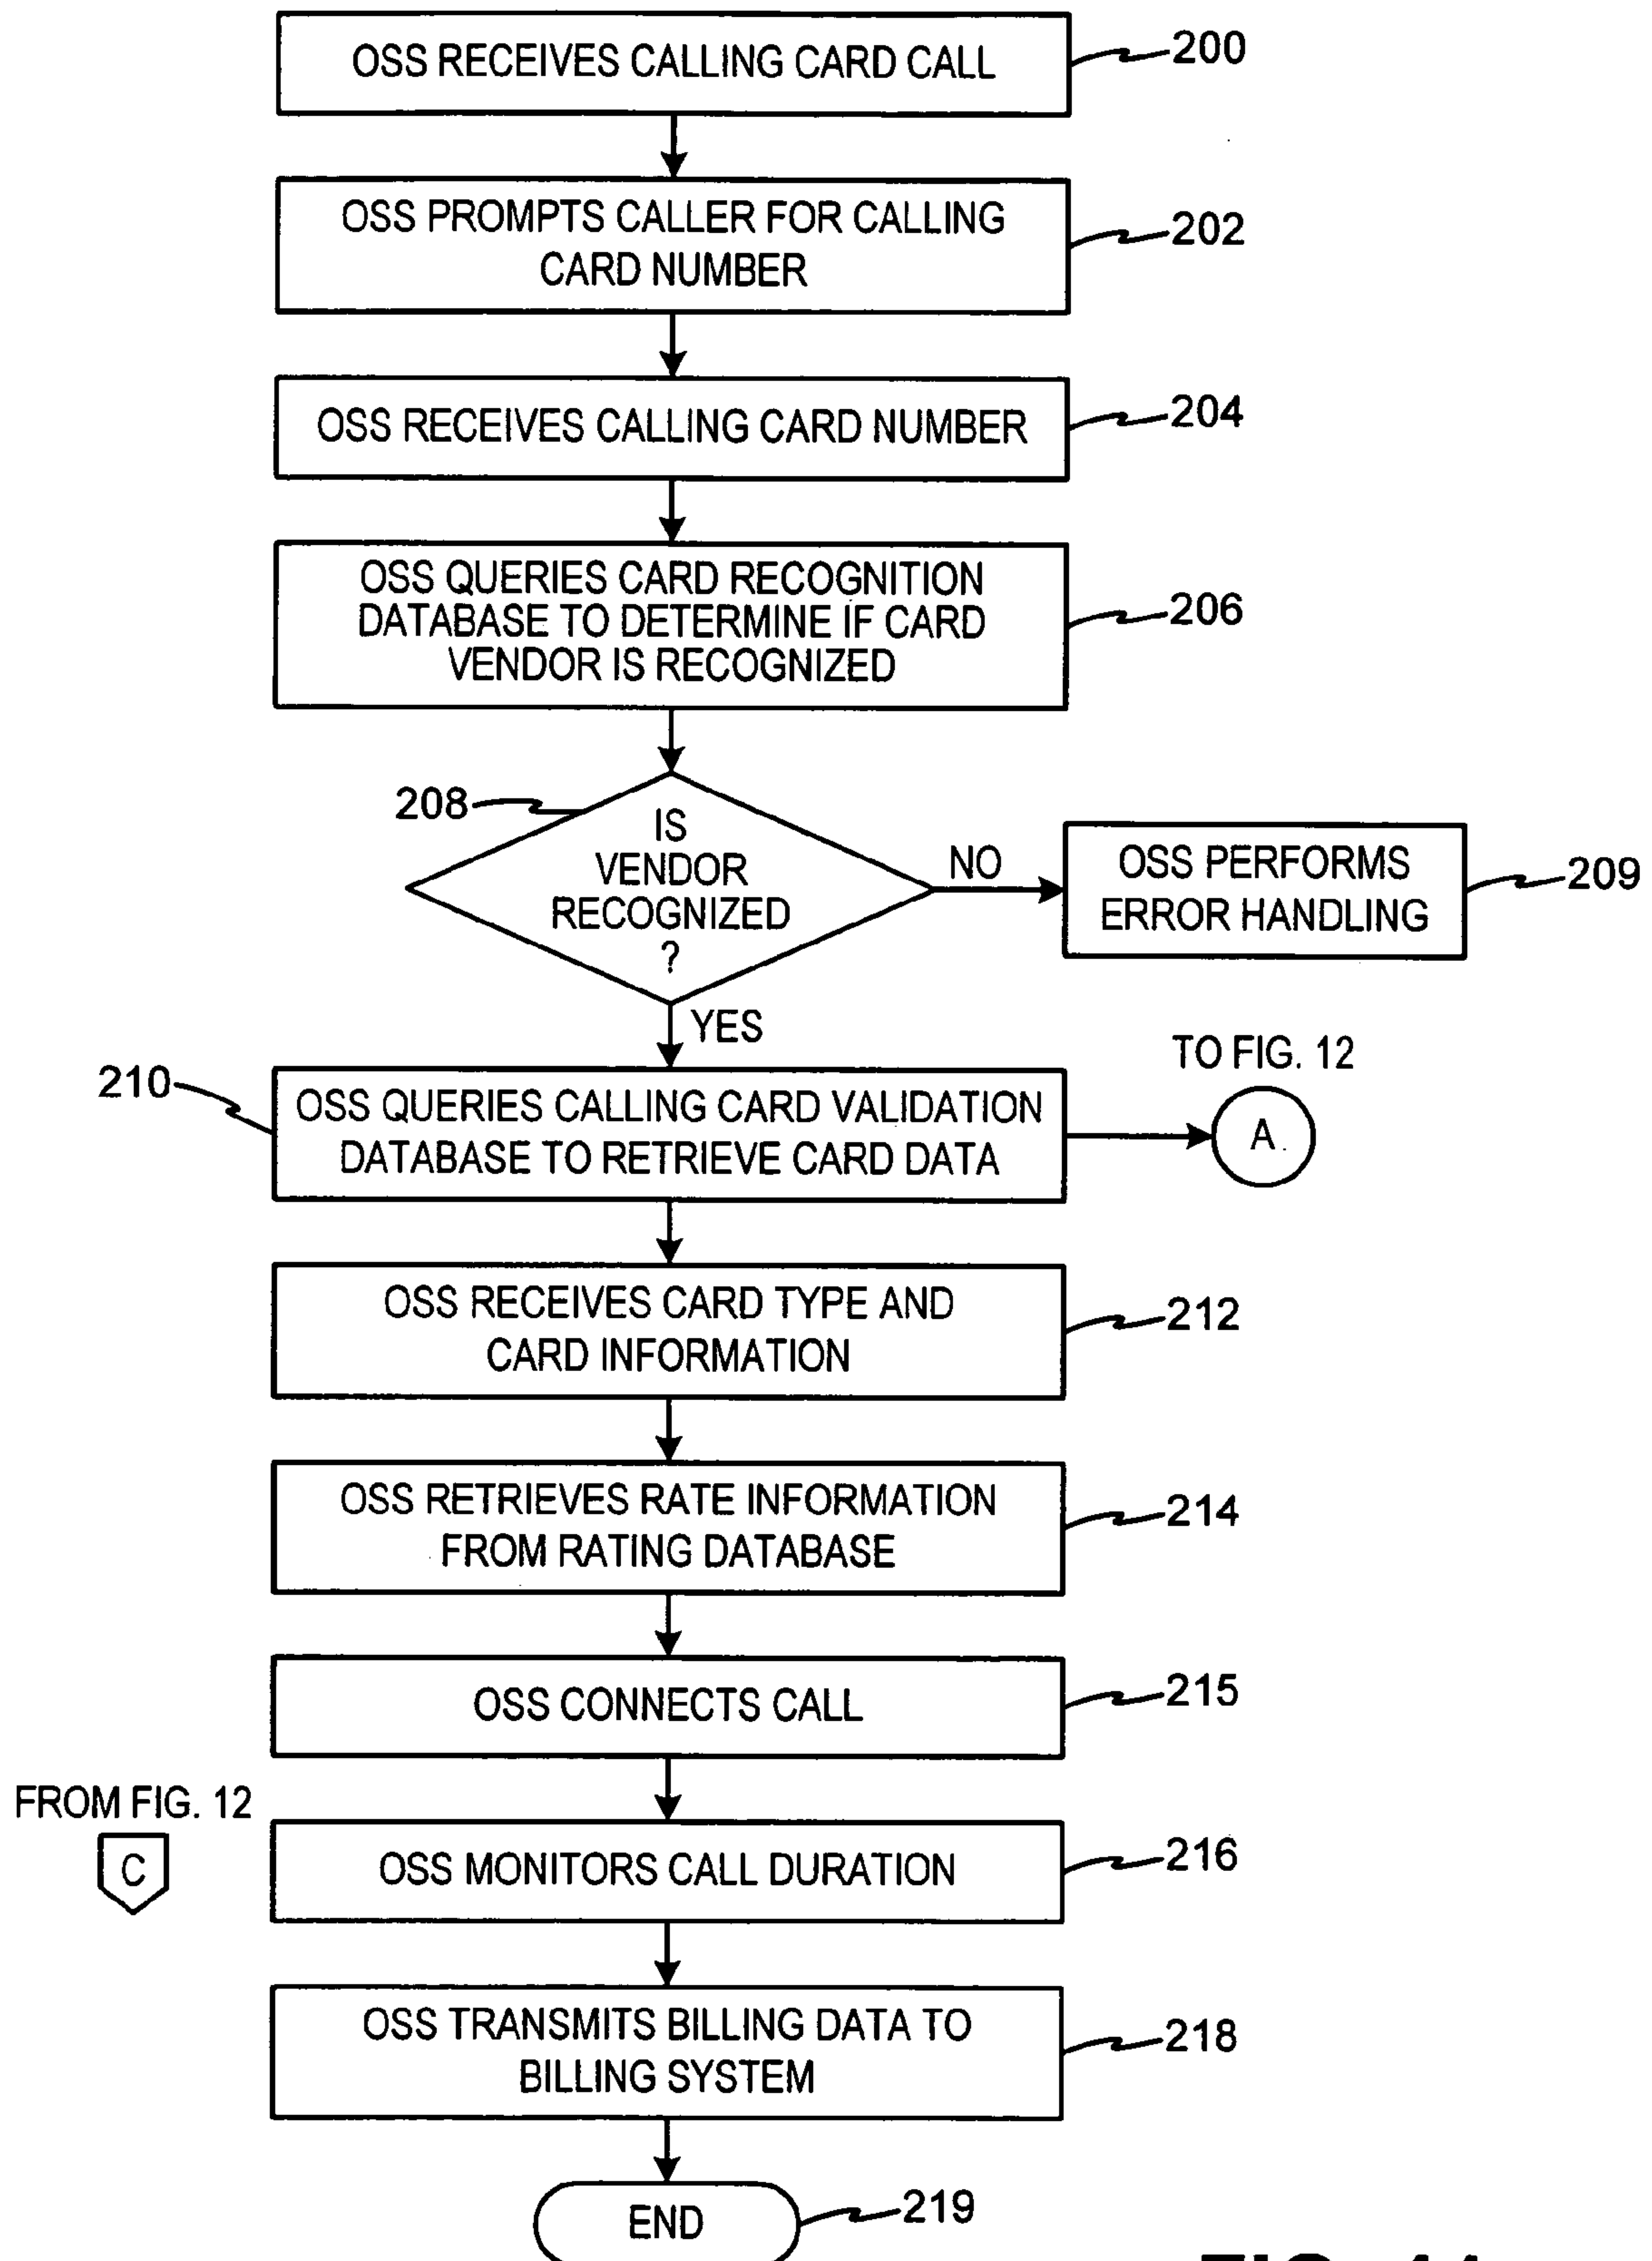 OSS RECEIVES CALLING CARD CALL
200
OSS PROMPTS CALLER FOR CALLING
CARD NUMBER
202
OSS RECEIVES CALLING CARD NUMBER
204
OSS QUERIES CARD RECOGNITION
DATABASE TO DETERMINE IF CARD
VENDOR IS RECOGNIZED
206
208
IS
VENDOR
RECOGNIZED
?
NO
OSS PERFORMS
ERROR HANDLING
209
YES
TO FIG. 12
210
OSS QUERIES CALLING CARD VALIDATION
DATABASE TO RETRIEVE CARD DATA
A
OSS RECEIVES CARD TYPE AND
CARD INFORMATION
212
OSS RETRIEVES RATE INFORMATION
FROM RATING DATABASE
214
OSS CONNECTS CALL
215
FROM FIG. 12
C
OSS MONITORS CALL DURATION
216
OSS TRANSMITS BILLING DATA TO
BILLING SYSTEM
218
END
219